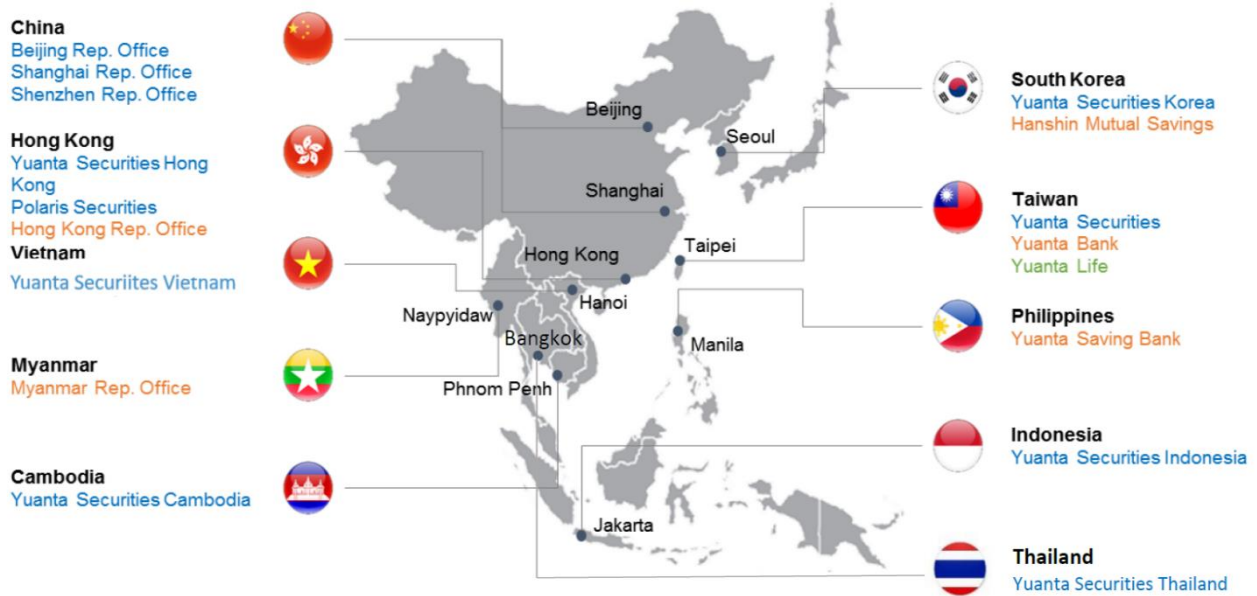 China
Beijing Rep. Office
Shanghai Rep. Office
Shenzhen Rep. Office
Hong Kong
Yuanta Securities Hong
Kong
Polaris Securities
Hong Kong Rep. Office
Vietnam
Yuanta Securiites Vietnam
Myanmar
Myanmar Rep. Office
Cambodia
Yuanta Securities Cambodia
Beijing
Seoul
Shanghai
Taipei
Hong Kong
Hanoi
Naypyidaw
Bangkok
Manila
Phnom Penh
Jakarta
South Korea
Yuanta Securities Korea
Hanshin Mutual Savings
Taiwan
Yuanta Securities
Yuanta Bank
Yuanta Life
Philippines
Yuanta Saving Bank
Indonesia
Yuanta Securities Indonesia
Thailand
Yuanta Securities Thailand